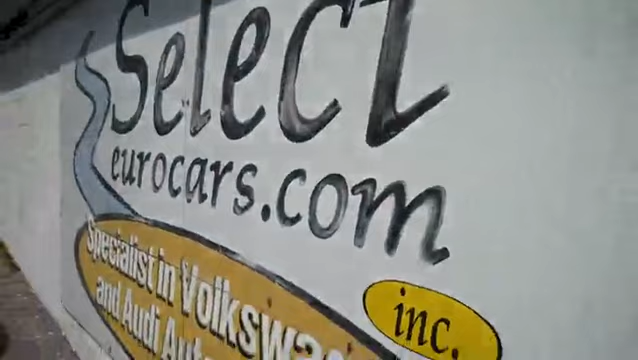 Select
eurocars.com
inc.
Specialist in
and Audi